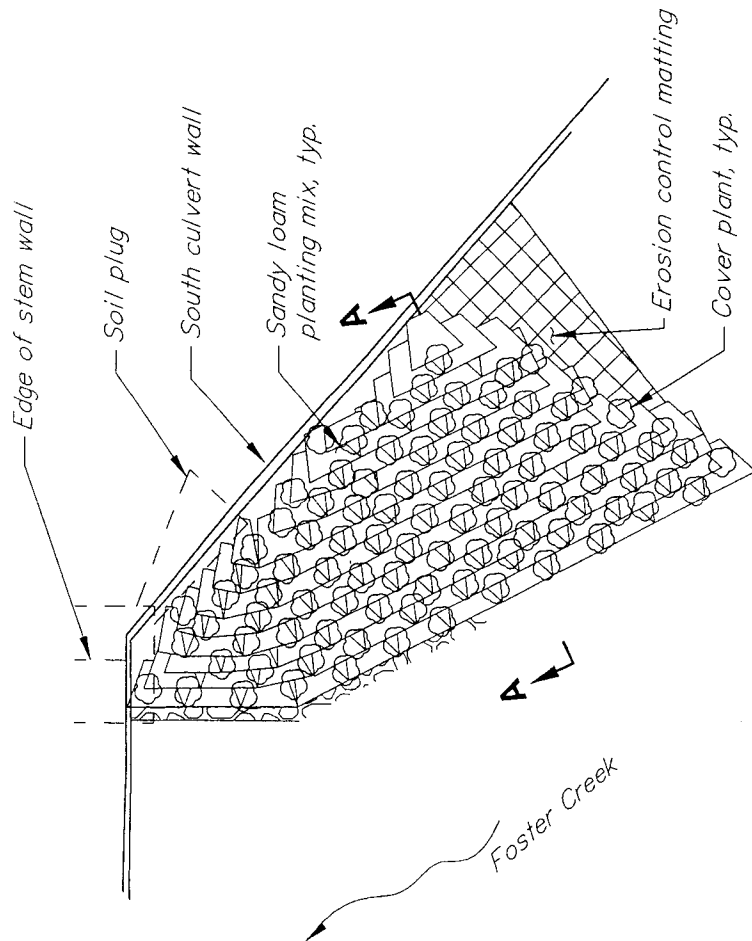 Edge of stem wall
Soil plug
South culvert wall
Sandy loam
planting mix, typ.
A
A
Erosion control matting
Cover plant, typ.
Foster Creek